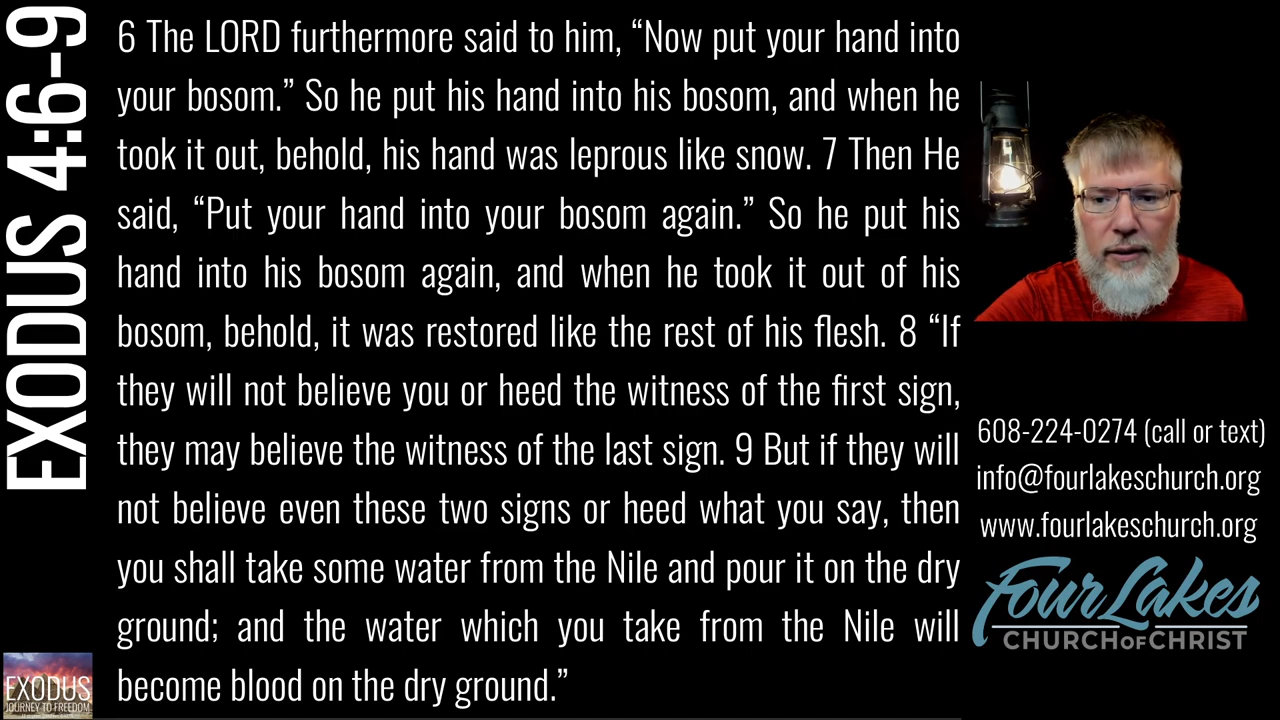 EXODUS 4:6-9
6 The LORD furthermore said to him, “Now put your hand into
your bosom.” So he put his hand into his bosom, and when he
took it out, behold, his hand was leprous like snow. 7 Then He
said, “Put your hand into your bosom again.” So he put his
hand into his bosom again, and when he took it out of his
bosom, behold, it was restored like the rest of his flesh. 8 “If
they will not believe you or heed the witness of the first sign,
they may believe the witness of the last sign. 9 But if they will
not believe even these two signs or heed what you say, then
you shall take some water from the Nile and pour it on the dry
ground; and the water which you take from the Nile will
become blood on the dry ground.”
608-224-0274 (call or text)
info@fourlakeschurch.org
www.fourlakeschurch.org
Four Lakes
CHURCH OF CHRIST
EXODUS
JOURNEY TO FREEDOM